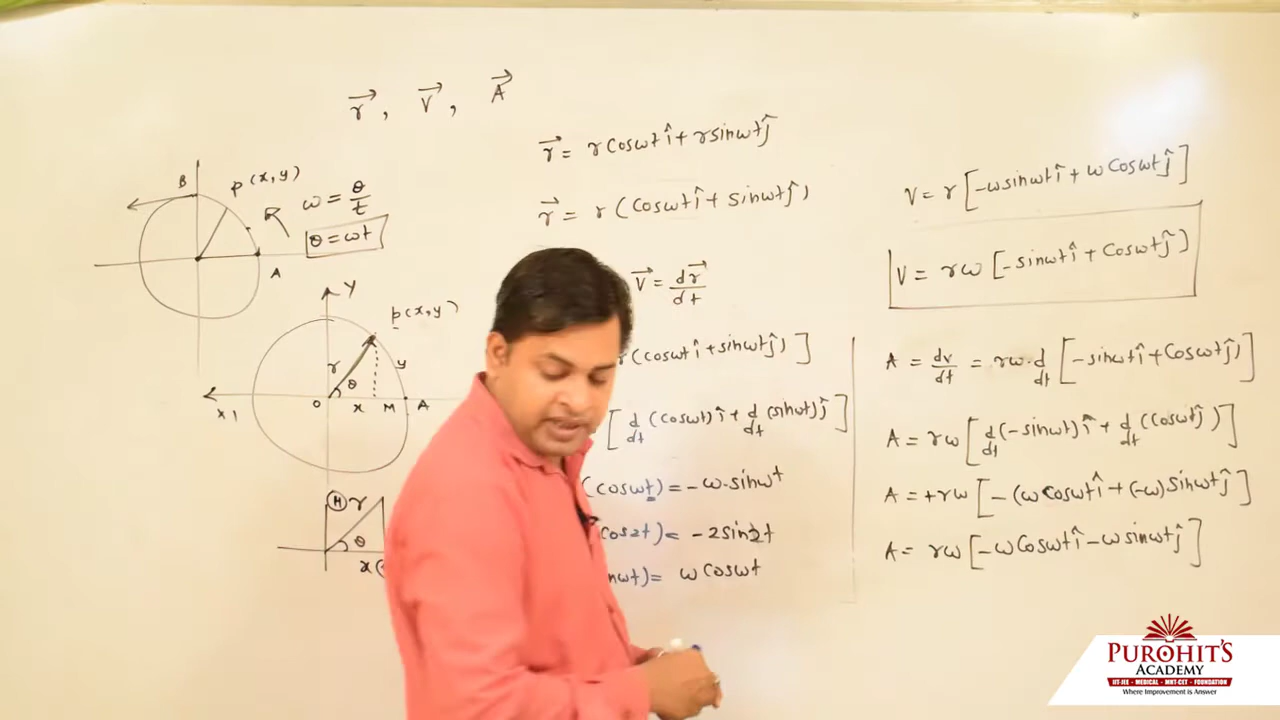 r⃗, V⃗, A⃗
B
P(x,y)
ω = θ/t
θ = ωt
A
Y
P(x,y)
r
θ
y
O
x
M
A
x1
H r
θ
x(
r⃗ = r cosωt î + r sinωt ĵ
r⃗ = r (cosωt î + sinωt ĵ)
V⃗ = dr⃗/dt
(cosωt î + sinωt ĵ)]
[d/dt (cosωt) î + d/dt (sinωt) ĵ]
(cosωt) = -ω·sinωt
cos2t) = -2sin2t
nωt) = ω cosωt
V = r [-ω sinωt î + ω cosωt ĵ]
V = rω [-sinωt î + cosωt ĵ)
A = dv/dt = rω·d/dt [-sinωt î + cosωt ĵ)]
A = rω [d/dt (-sinωt) î + d/dt (cosωt ĵ)]
A = +rω [-(ω cosωt î + (-ω) sinωt ĵ]
A = rω [-ω cosωt î - ω sinωt ĵ]
PUROHIT'S
ACADEMY
IIT-JEE - MEDICAL - MHT-CET - FOUNDATION
Where Improvement is Answer